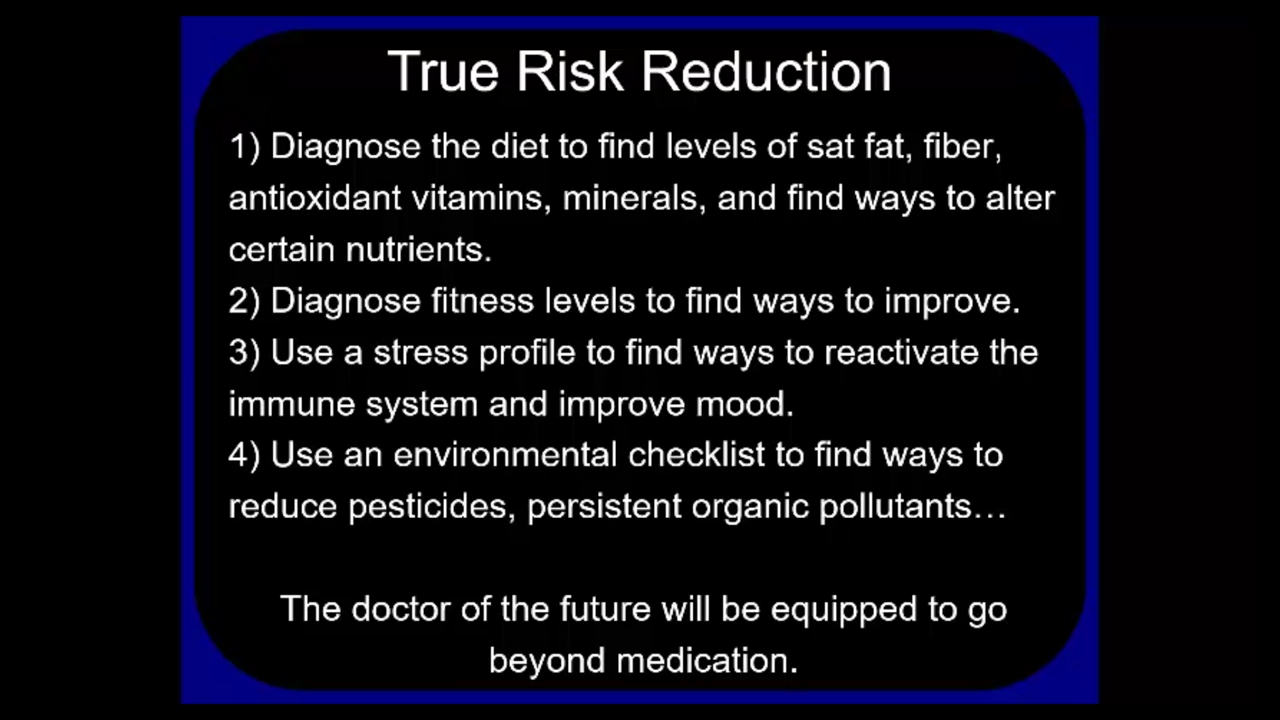 True Risk Reduction
1) Diagnose the diet to find levels of sat fat, fiber,
antioxidant vitamins, minerals, and find ways to alter
certain nutrients.
2) Diagnose fitness levels to find ways to improve.
3) Use a stress profile to find ways to reactivate the
immune system and improve mood.
4) Use an environmental checklist to find ways to
reduce pesticides, persistent organic pollutants…
The doctor of the future will be equipped to go
beyond medication.